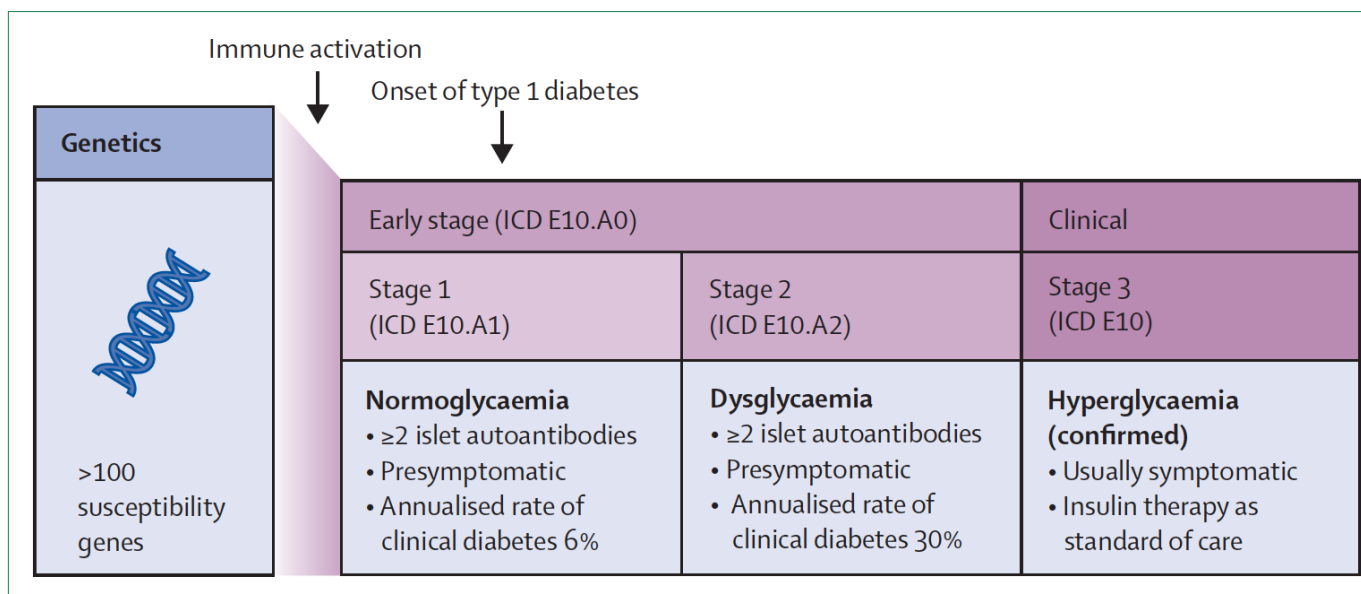 Immune activation
Onset of type 1 diabetes
Genetics
>100
susceptibility
genes
Early stage (ICD E10.A0)
Clinical
Stage 1
(ICD E10.A1)
Stage 2
(ICD E10.A2)
Stage 3
(ICD E10)
Normoglycaemia
• ≥2 islet autoantibodies
• Presymptomatic
• Annualised rate of
clinical diabetes 6%
Dysglycaemia
• ≥2 islet autoantibodies
• Presymptomatic
• Annualised rate of
clinical diabetes 30%
Hyperglycaemia
(confirmed)
• Usually symptomatic
• Insulin therapy as
standard of care